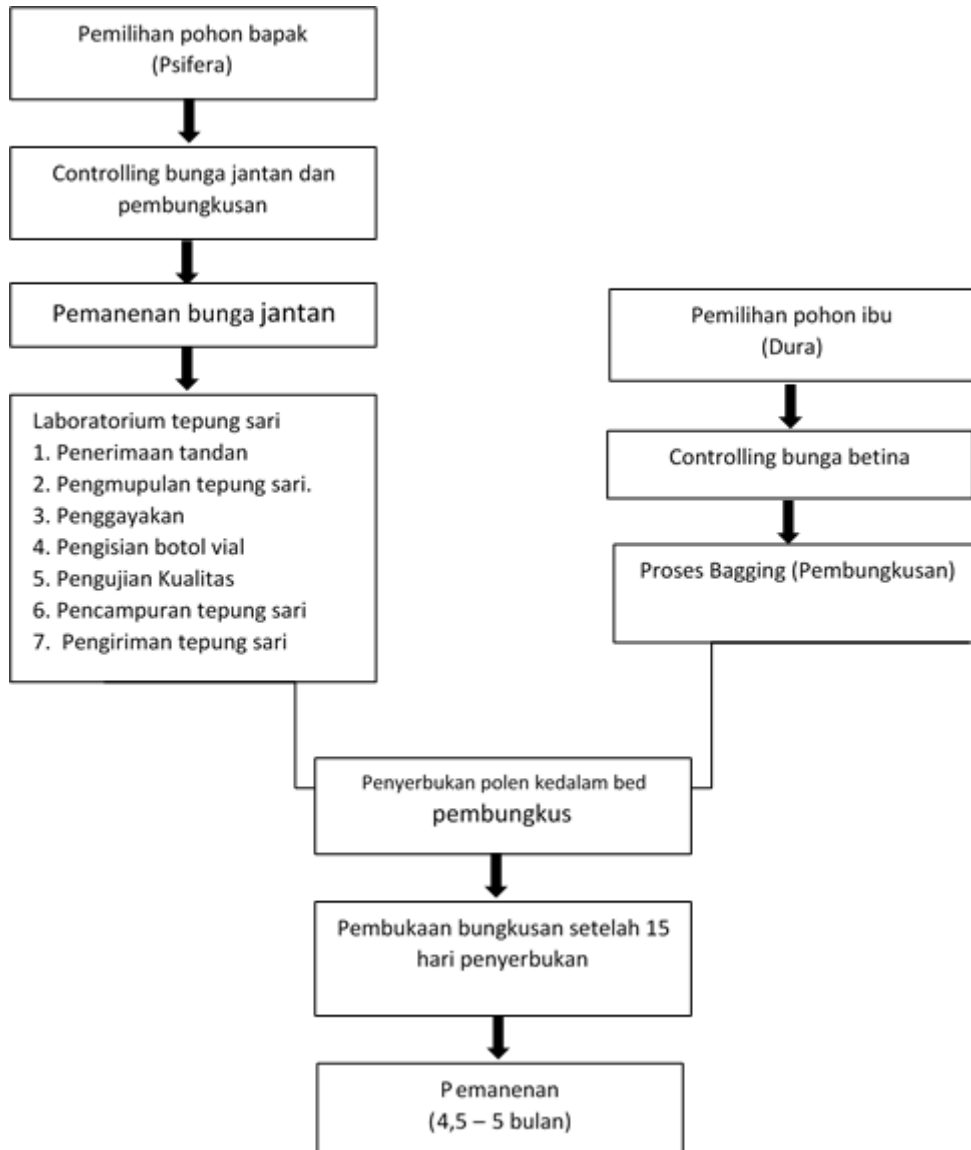 Pemilihan pohon bapak
(Psifera)
Controlling bunga jantan dan
pembungkusan
Pemanenan bunga jantan
Laboratorium tepung sari
1. Penerimaan tandan
2. Pengmupulan tepung sari.
3. Penggayakan
4. Pengisian botol vial
5. Pengujian Kualitas
6. Pencampuran tepung sari
7. Pengiriman tepung sari
Pemilihan pohon ibu
(Dura)
Controlling bunga betina
Proses Bagging (Pembungkusan)
Penyerbukan polen kedalam bed
pembungkus
Pembukaan bungkusan setelah 15
hari penyerbukan
Pemanenan
(4,5 – 5 bulan)